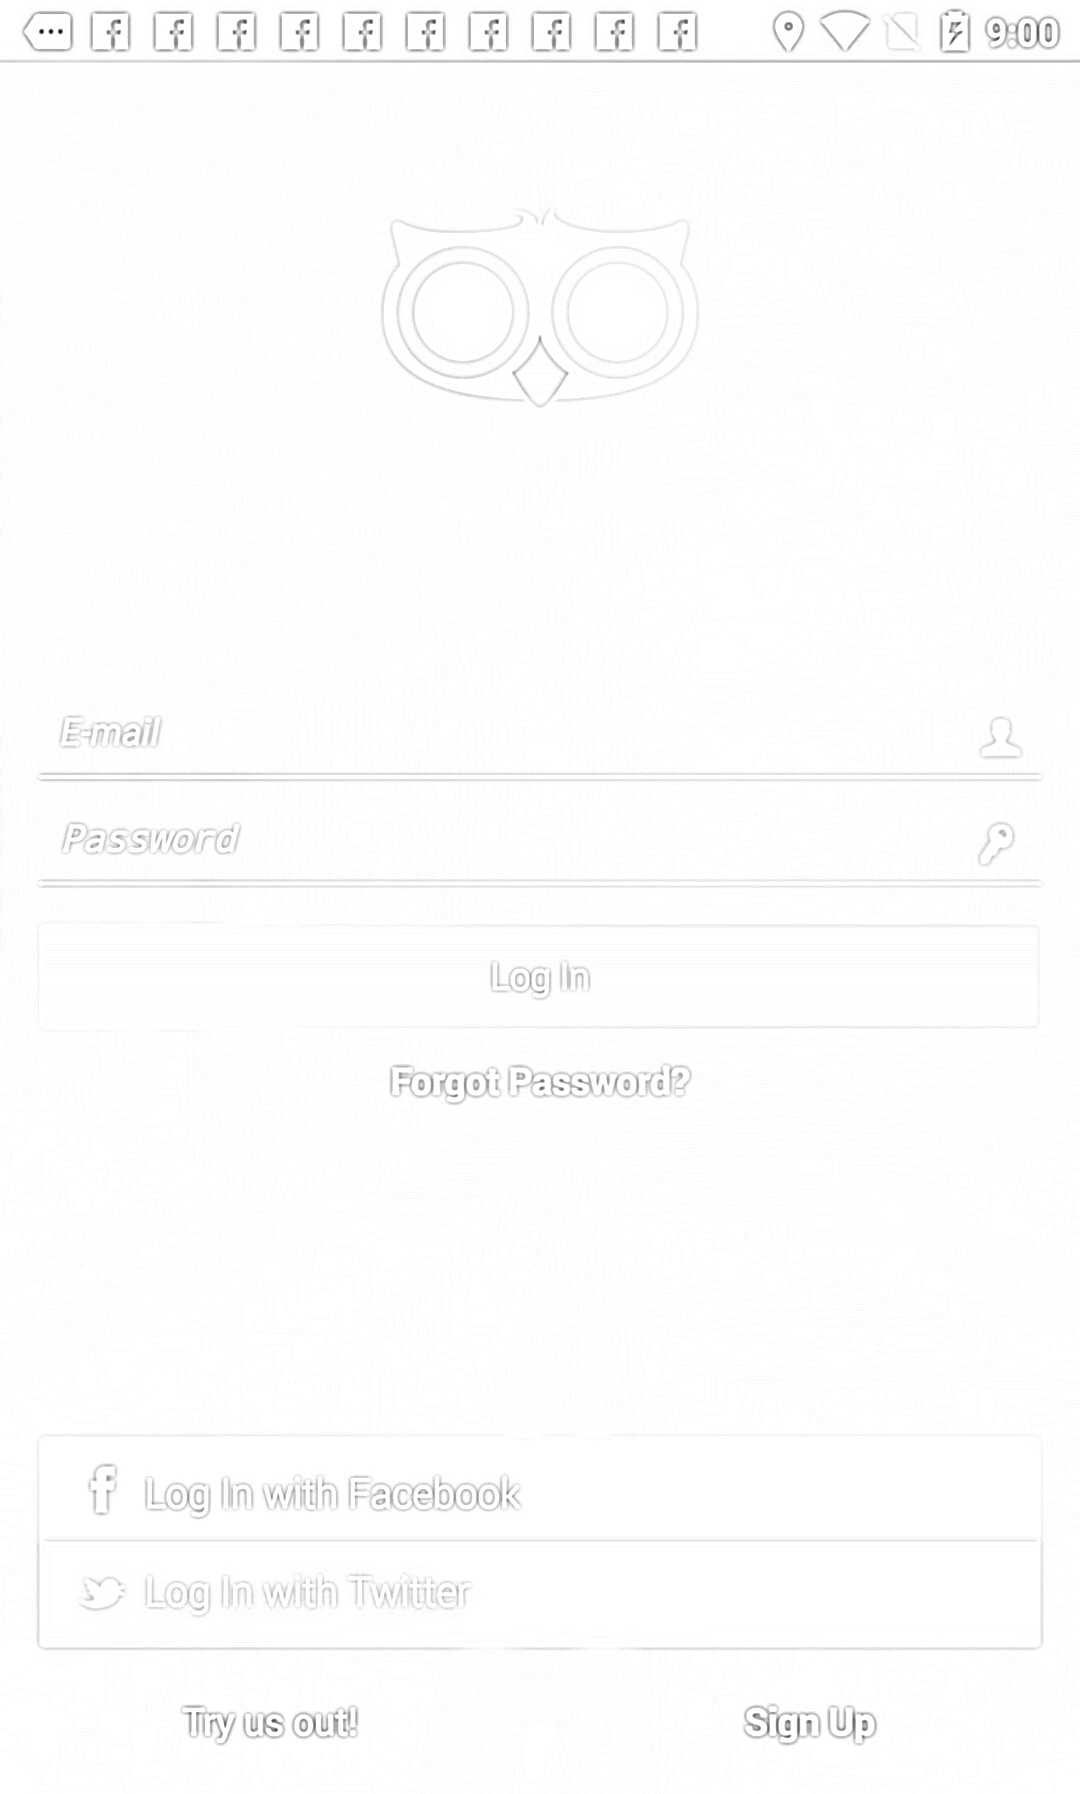 9:00
E-mail
Password
Log In
Forgot Password?
Log In with Facebook
Log In with Twitter
Try us out!
Sign Up